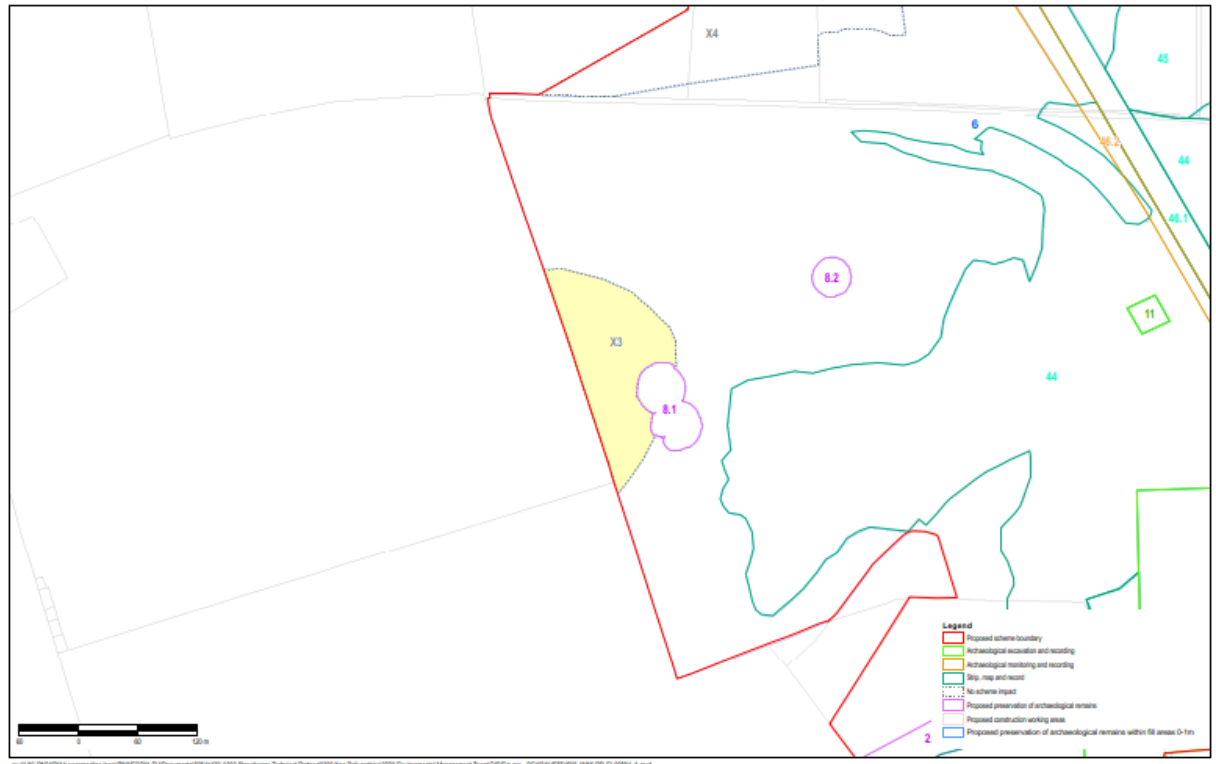 X4
45
6
46.2
44
46.1
8.2
11
X3
44
8.1
Legend
Proposed scheme boundary
Archaeological excavation and recording
Archaeological monitoring and recording
Strip, map and record
No scheme impact
Proposed preservation of archaeological remains
Proposed construction working areas
Proposed preservation of archaeological remains within fill areas 0-1m
2
60 0 60 120 m